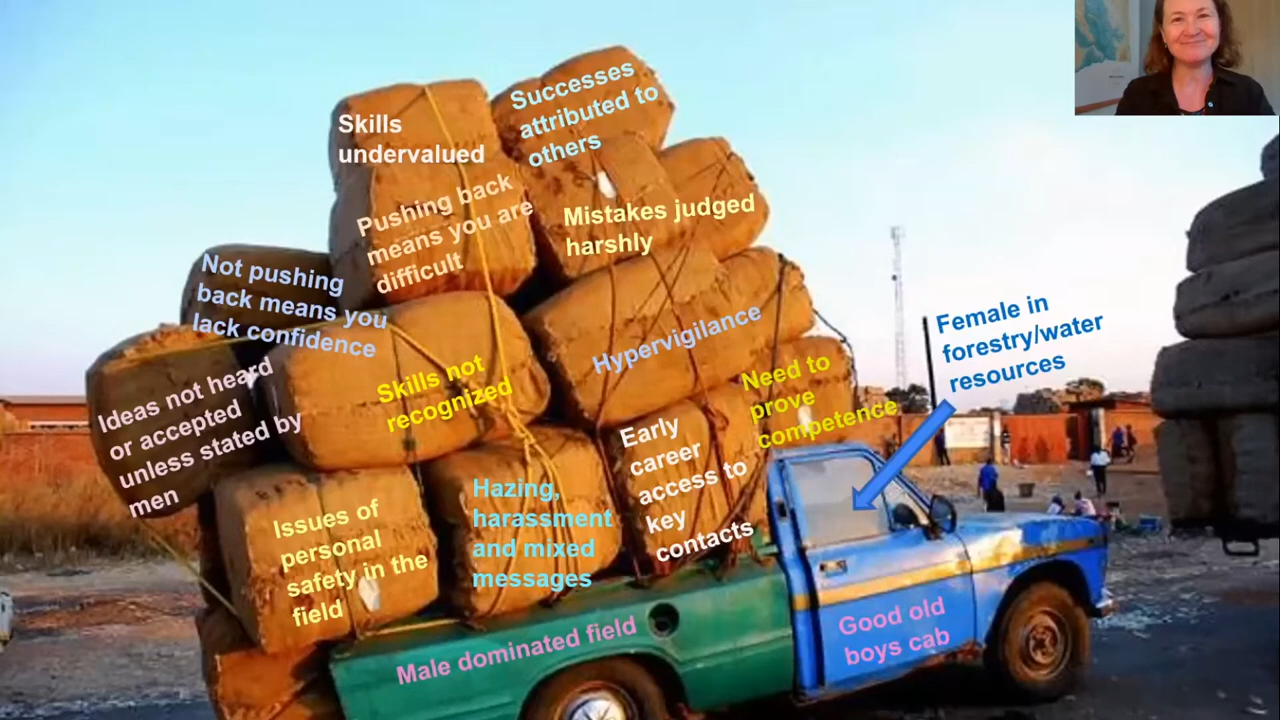 Successes
attributed to
others
Skills
undervalued
Pushing back
means you are
difficult
Mistakes judged
harshly
Not pushing
back means you
lack confidence
Hypervigilance
Female in
forestry/water
resources
Skills not
recognized
Need to
prove
competence
Ideas not heard
or accepted
unless stated by
men
Early
career
access to
key
contacts
Hazing,
harassment
and mixed
messages
Issues of
personal
safety in the
field
Male dominated field
Good old
boys cab